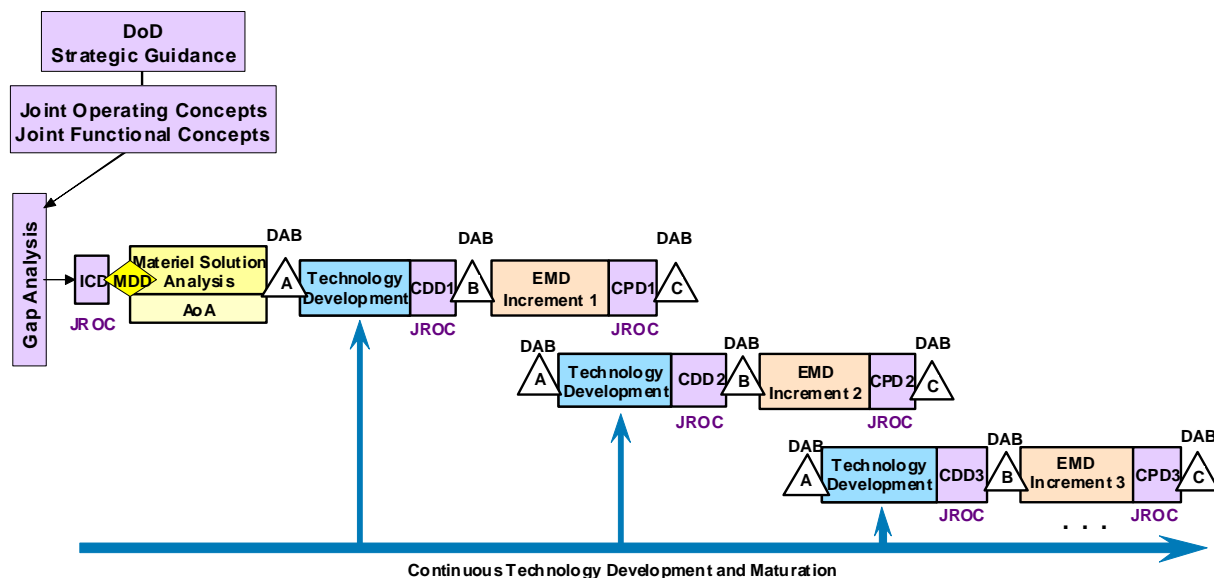 DoD
Strategic Guidance
Joint Operating Concepts
Joint Functional Concepts
Gap Analysis
ICD
JROC
MDD
Materiel Solution
Analysis
AoA
DAB
A
Technology
Development
CDD1
JROC
DAB
B
EMD
Increment 1
CPD1
JROC
DAB
C
DAB
A
Technology
Development
CDD2
JROC
DAB
B
EMD
Increment 2
CPD2
JROC
DAB
C
DAB
A
Technology
Development
CDD3
JROC
DAB
B
EMD
Increment 3
. . .
CPD3
JROC
DAB
C
Continuous Technology Development and Maturation